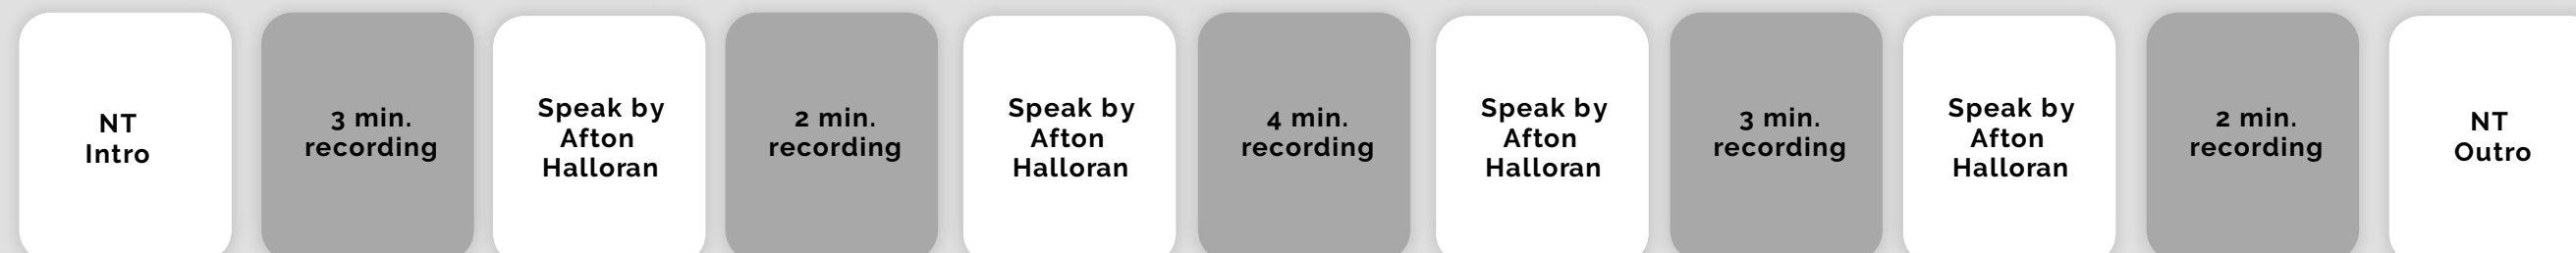 NT
Intro
3 min.
recording
Speak by
Afton
Halloran
2 min.
recording
Speak by
Afton
Halloran
4 min.
recording
Speak by
Afton
Halloran
3 min.
recording
Speak by
Afton
Halloran
2 min.
recording
NT
Outro